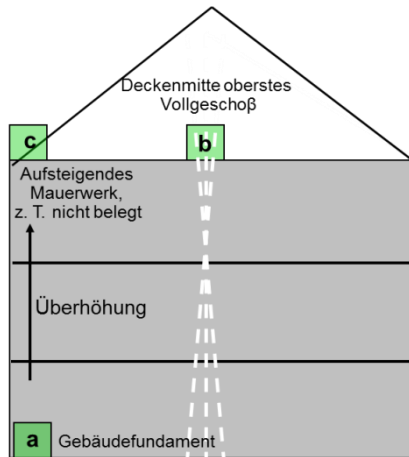 Deckenmitte oberstes
Vollgeschoß
c
b
Aufsteigendes
Mauerwerk,
z. T. nicht belegt
Überhöhung
a
Gebäudefundament